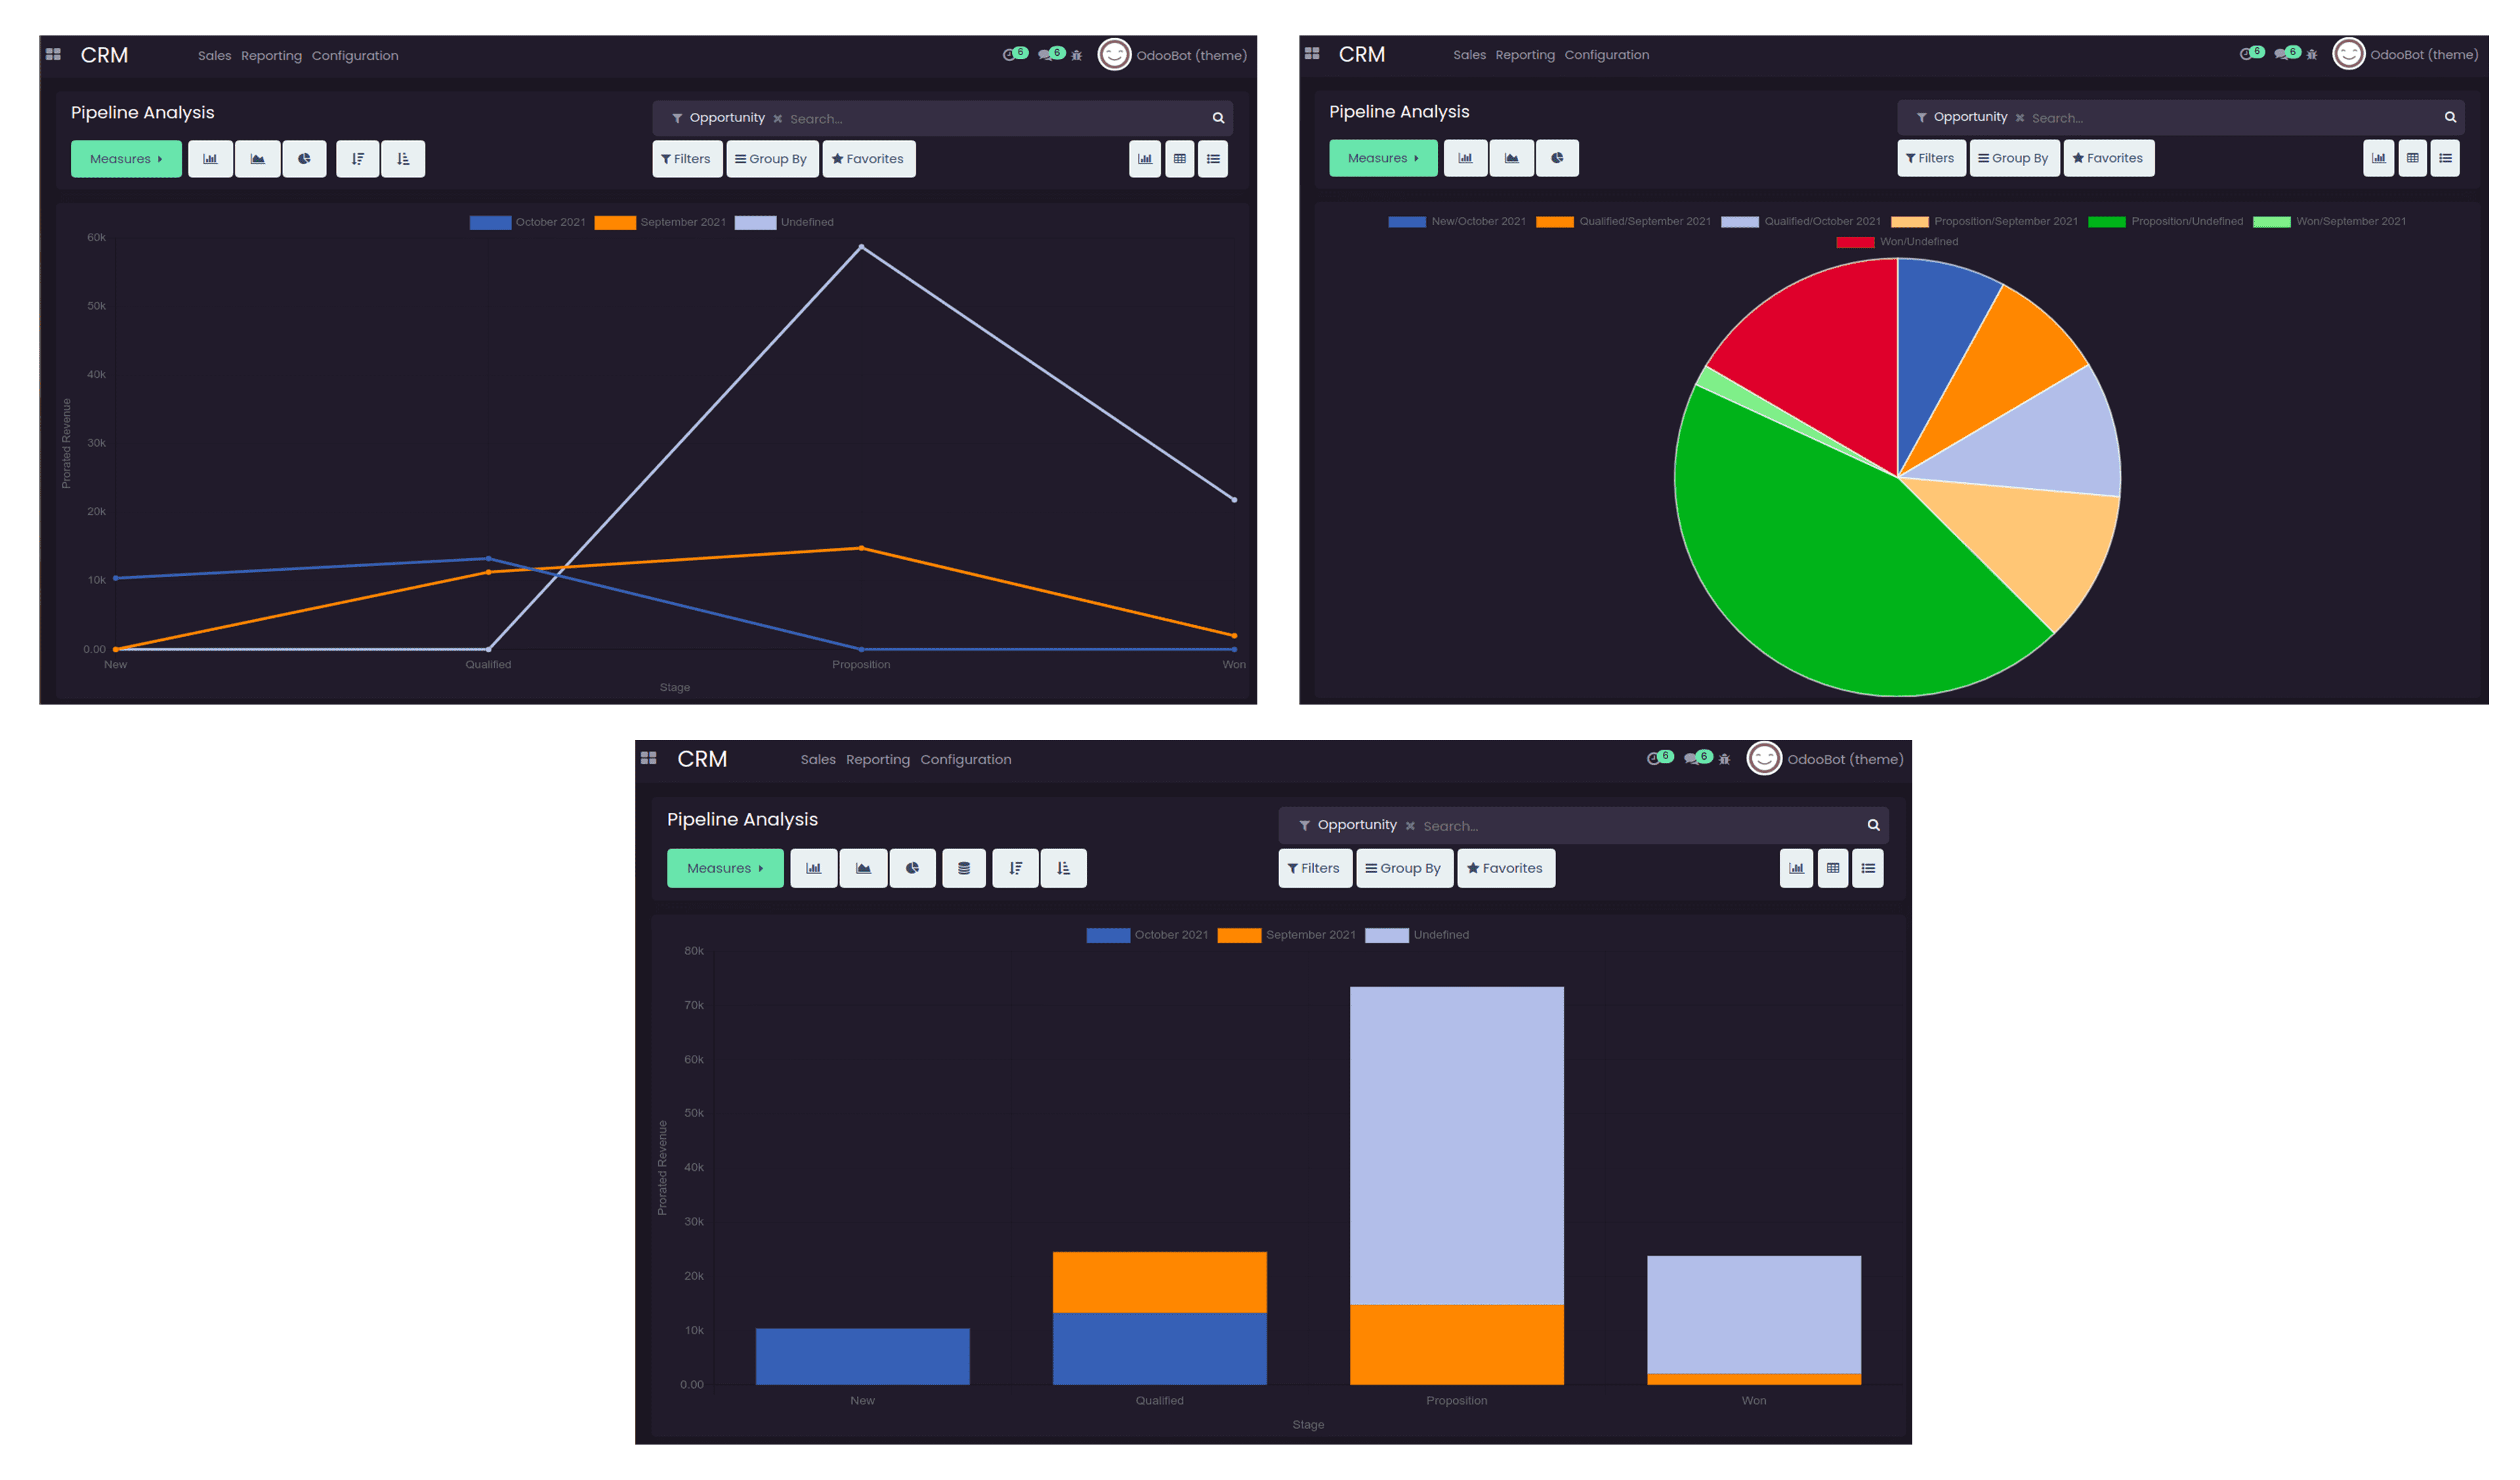 CRM Sales Reporting Configuration 6 6 OdooBot (theme)
Pipeline Analysis
Opportunity Search...
Measures Filters Group By Favorites
October 2021 September 2021 Undefined
60k
50k
40k
30k
20k
10k
0.00
Prorated Revenue
New Qualified Proposition Won
Stage
CRM Sales Reporting Configuration 6 6 OdooBot (theme)
Pipeline Analysis
Opportunity Search...
Measures Filters Group By Favorites
New/October 2021 Qualified/September 2021 Qualified/October 2021 Proposition/September 2021 Proposition/Undefined Won/September 2021
Won/Undefined
CRM Sales Reporting Configuration 6 6 OdooBot (theme)
Pipeline Analysis
Opportunity Search...
Measures Filters Group By Favorites
October 2021 September 2021 Undefined
80k
70k
60k
50k
40k
30k
20k
10k
0.00
Prorated Revenue
New Qualified Proposition Won
Stage